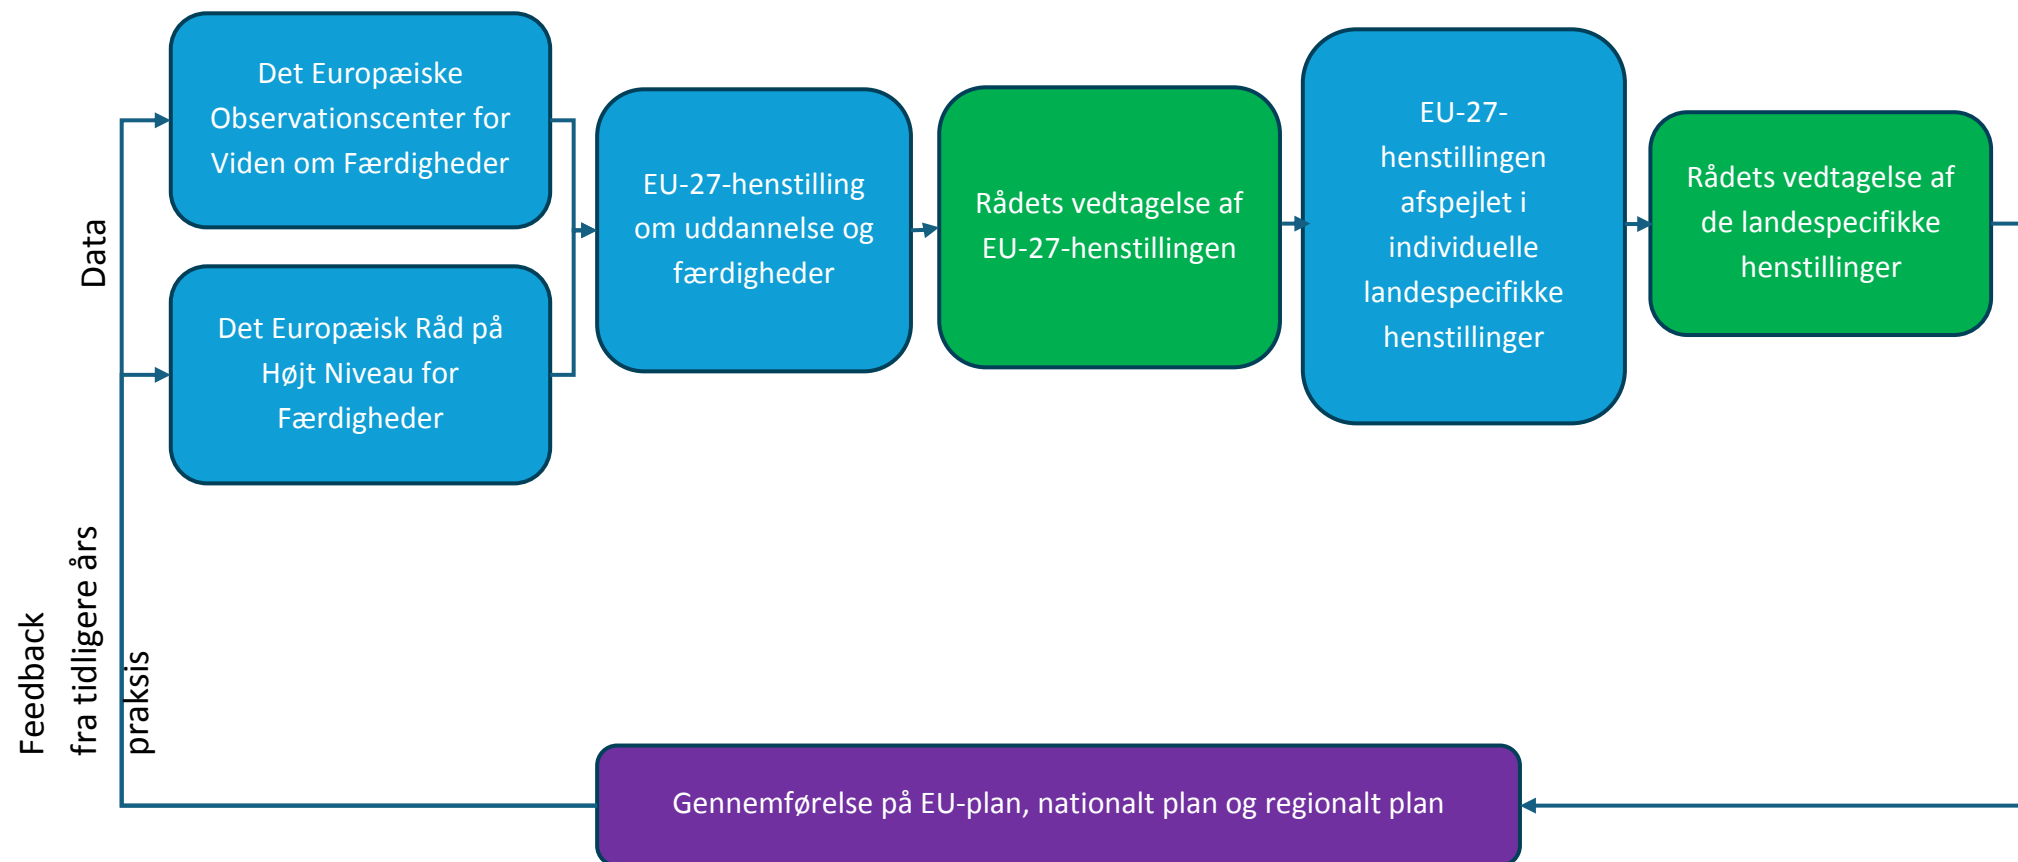 Det Europæiske
Observationscenter for
Viden om Færdigheder
Det Europæisk Råd på
Højt Niveau for
Færdigheder
EU-27-henstilling
om uddannelse og
færdigheder
Rådets vedtagelse af
EU-27-henstillingen
EU-27-
henstillingen
afspejlet i
individuelle
landespecifikke
henstillinger
Rådets vedtagelse af
de landespecifikke
henstillinger
Data
Feedback
fra tidligere års
praksis
Gennemførelse på EU-plan, nationalt plan og regionalt plan